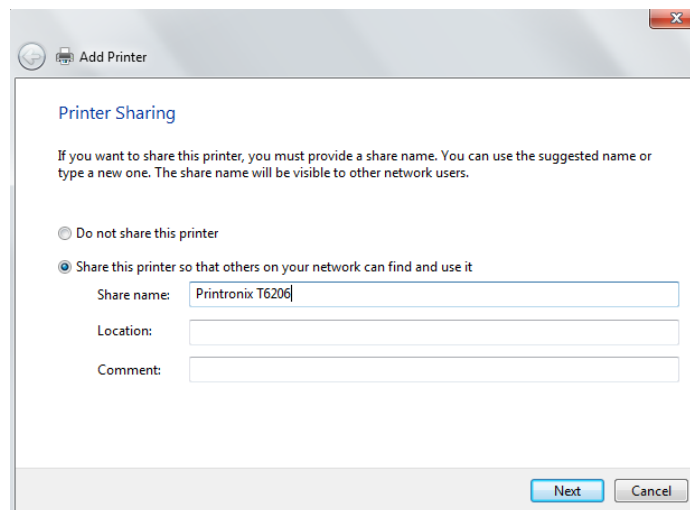 Add Printer
Printer Sharing
If you want to share this printer, you must provide a share name. You can use the suggested name or
type a new one. The share name will be visible to other network users.
Do not share this printer
Share this printer so that others on your network can find and use it
Share name: Printronix T6206
Location:
Comment:
Next Cancel